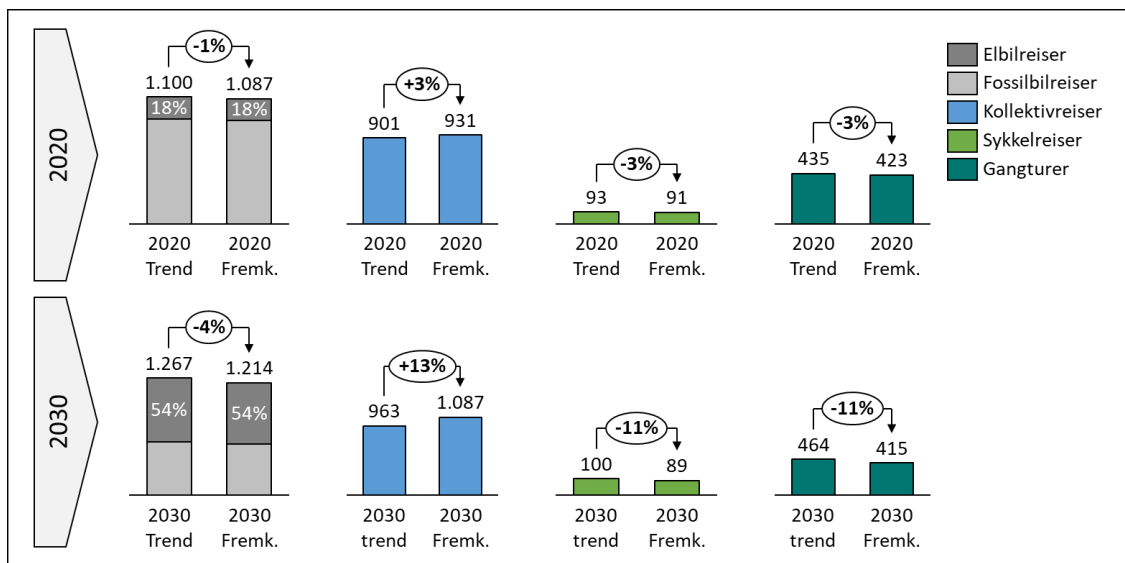 2020
-1%
1.100
1.087
18%
18%
2020
Trend
2020
Fremk.
+3%
901
931
2020
Trend
2020
Fremk.
-3%
93
91
2020
Trend
2020
Fremk.
-3%
435
423
2020
Trend
2020
Fremk.
Elbilreiser
Fossilbilreiser
Kollektivreiser
Sykkelreiser
Gangturer
2030
-4%
1.267
1.214
54%
54%
2030
Trend
2030
Fremk.
+13%
963
1.087
2030
trend
2030
Fremk.
-11%
100
89
2030
trend
2030
Fremk.
-11%
464
415
2030
trend
2030
Fremk.